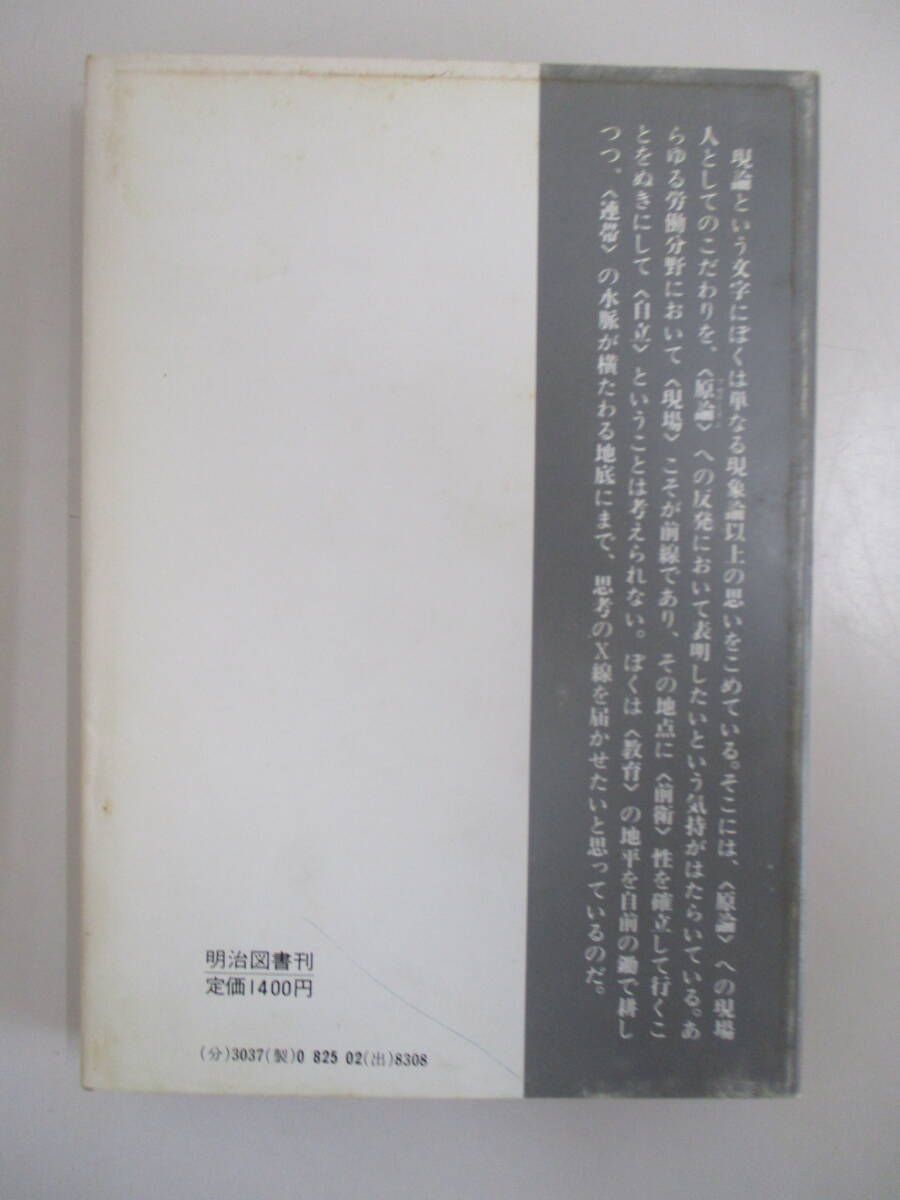 現論という文字にぼくは単なる現象論以上の思いをこめている。そこには、〈原論〉への現場
人としてのこだわりを、〈原論〉への反発において表明したいという気持がはたらいている。あ
らゆる労働分野において〈現場〉こそが前線であり、その地点に〈前衛〉性を確立して行くこ
とをぬきにして〈自立〉ということは考えられない。ぼくは〈教育〉の地平を自前の鋤で耕し
つつ、〈連帯〉の水脈が横たわる地底にまで、思考のX線を届かせたいと思っているのだ。
明治図書刊
定価1400円
(分)3037(製)0 825 02(出)8308